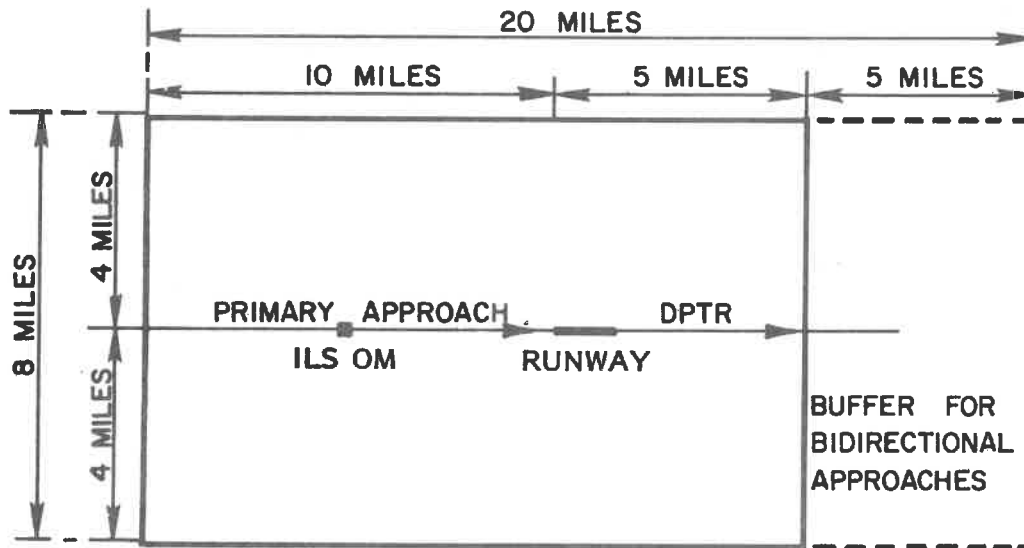 20 MILES
10 MILES
5 MILES
5 MILES
8 MILES
4 MILES
4 MILES
PRIMARY APPROACH
DPTR
ILS OM
RUNWAY
BUFFER FOR
BIDIRECTIONAL
APPROACHES